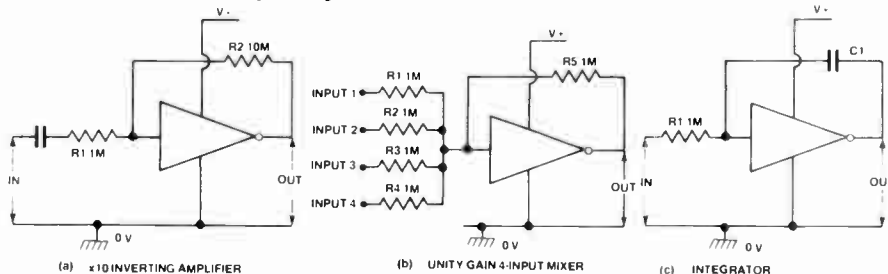 V+
R2 10M
R1 1M
IN
OUT
0 V
(a) x10 INVERTING AMPLIFIER
V+
R5 1M
INPUT 1
R1 1M
INPUT 2
R2 1M
INPUT 3
R3 1M
INPUT 4
R4 1M
OUT
0 V
(b) UNITY GAIN 4-INPUT MIXER
V+
C1
R1 1M
IN
OU
0 V
(c) INTEGRATOR